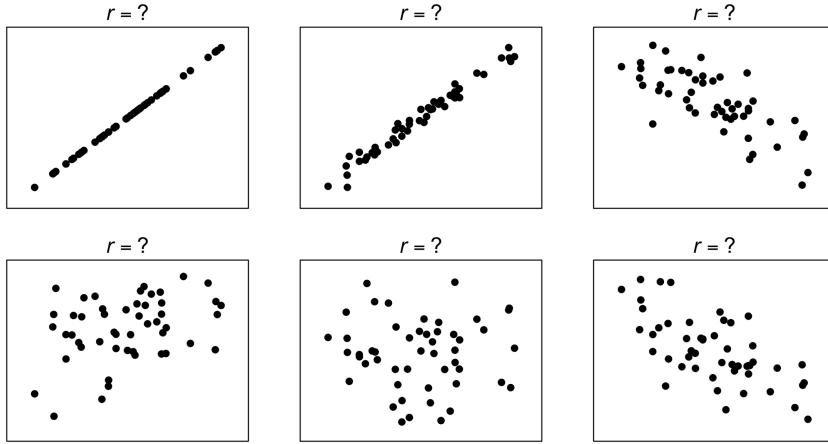 r = ?
r = ?
r = ?
r = ?
r = ?
r = ?